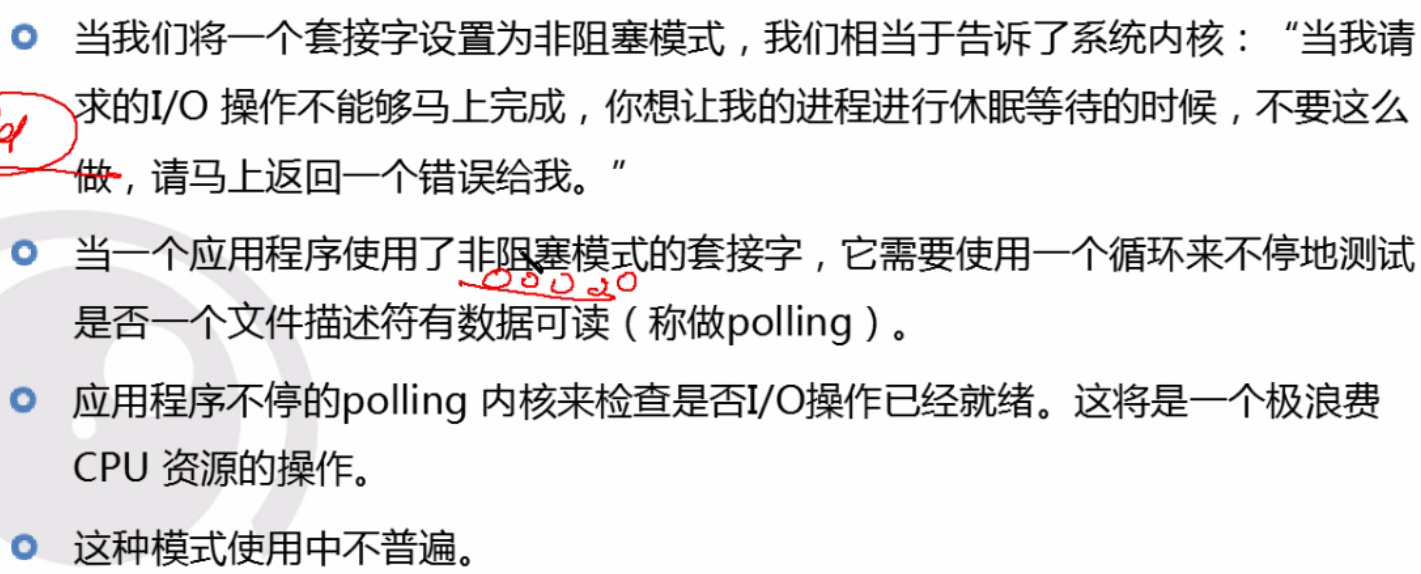 当我们将一个套接字设置为非阻塞模式，我们相当于告诉了系统内核：“当我请
求的I/O 操作不能够马上完成，你想让我的进程进行休眠等待的时候，不要这么
做，请马上返回一个错误给我。”
当一个应用程序使用了非阻塞模式的套接字，它需要使用一个循环来不停地测试
是否一个文件描述符有数据可读（称做polling）。
应用程序不停的polling 内核来检查是否I/O操作已经就绪。这将是一个极浪费
CPU 资源的操作。
这种模式使用中不普遍。